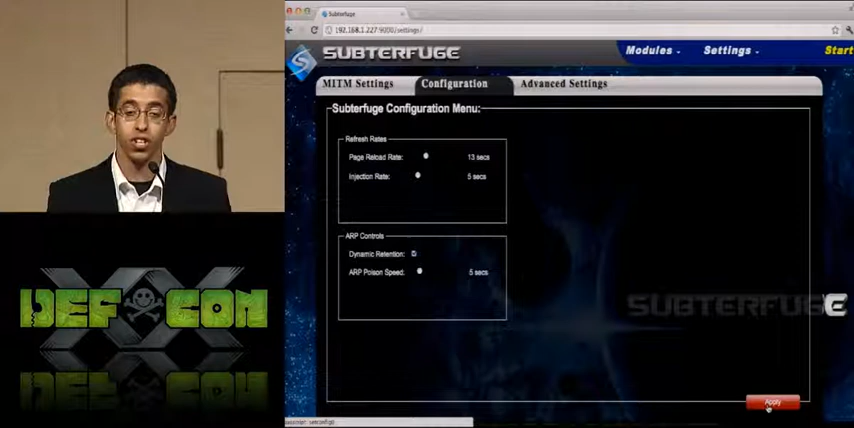 Subterfuge
192.168.1.227:9000/settings/
SUBTERFUGE
Modules
Settings
Start
MITM Settings
Configuration
Advanced Settings
Subterfuge Configuration Menu:
Refresh Rates
Page Reload Rate:
13 secs
Injection Rate:
5 secs
ARP Controls
Dynamic Retention:
ARP Poison Speed:
5 secs
SUBTERFUGE
Apply
DEF CON
XX